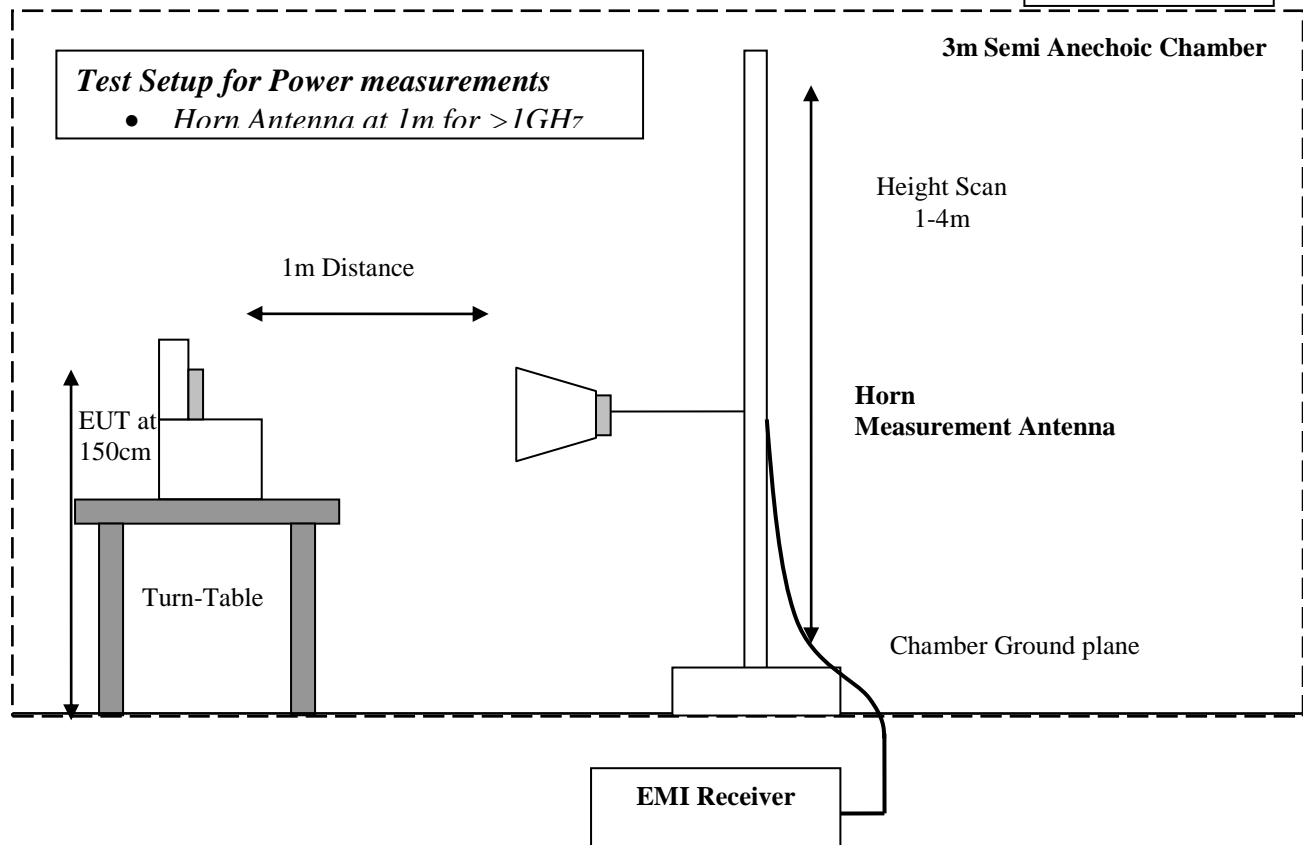 3m Semi Anechoic Chamber
Test Setup for Power measurements
• Horn Antenna at 1m for >1GHz
Height Scan
1-4m
1m Distance
EUT at
150cm
Horn
Measurement Antenna
Turn-Table
Chamber Ground plane
EMI Receiver